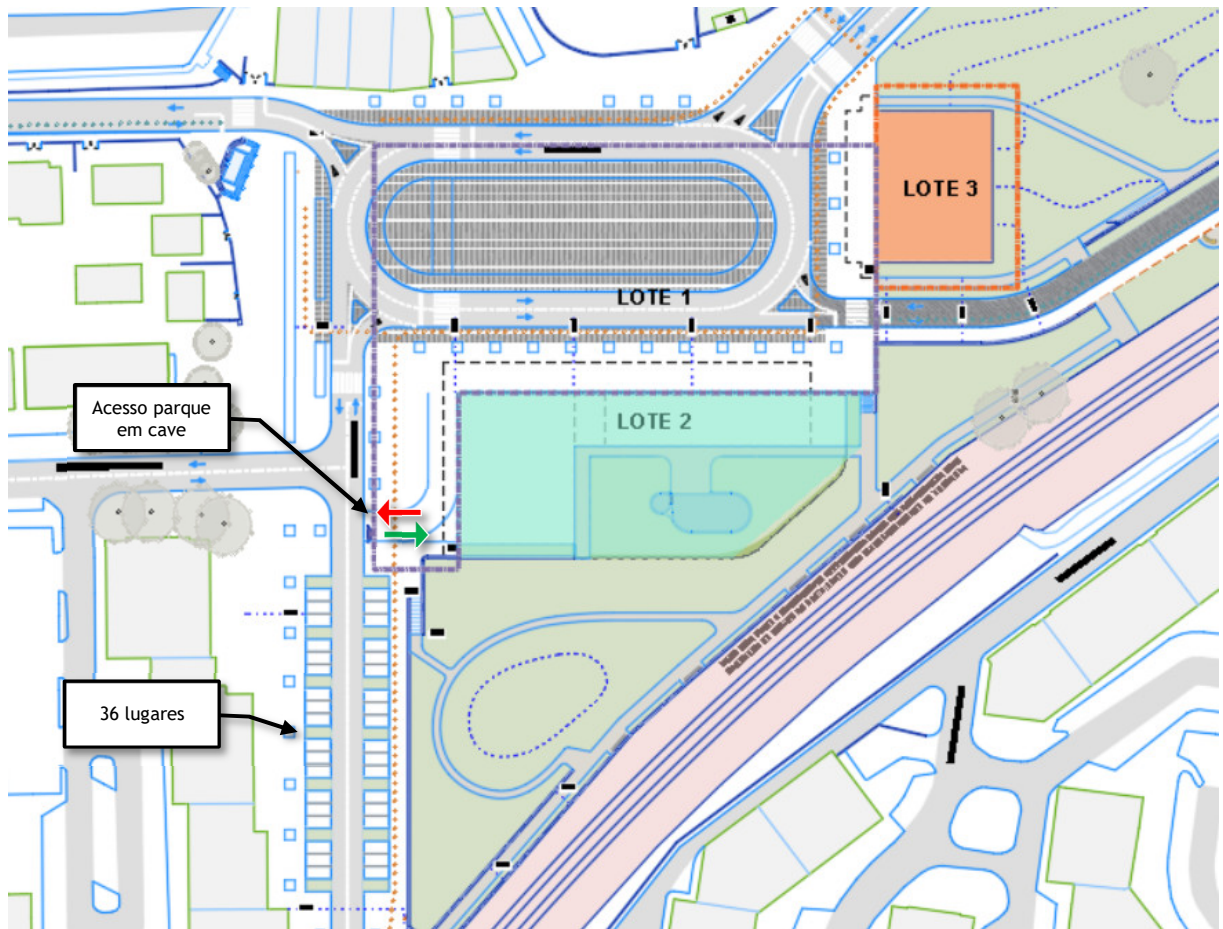 LOTE 3
LOTE 1
Acesso parque
em cave
LOTE 2
36 lugares